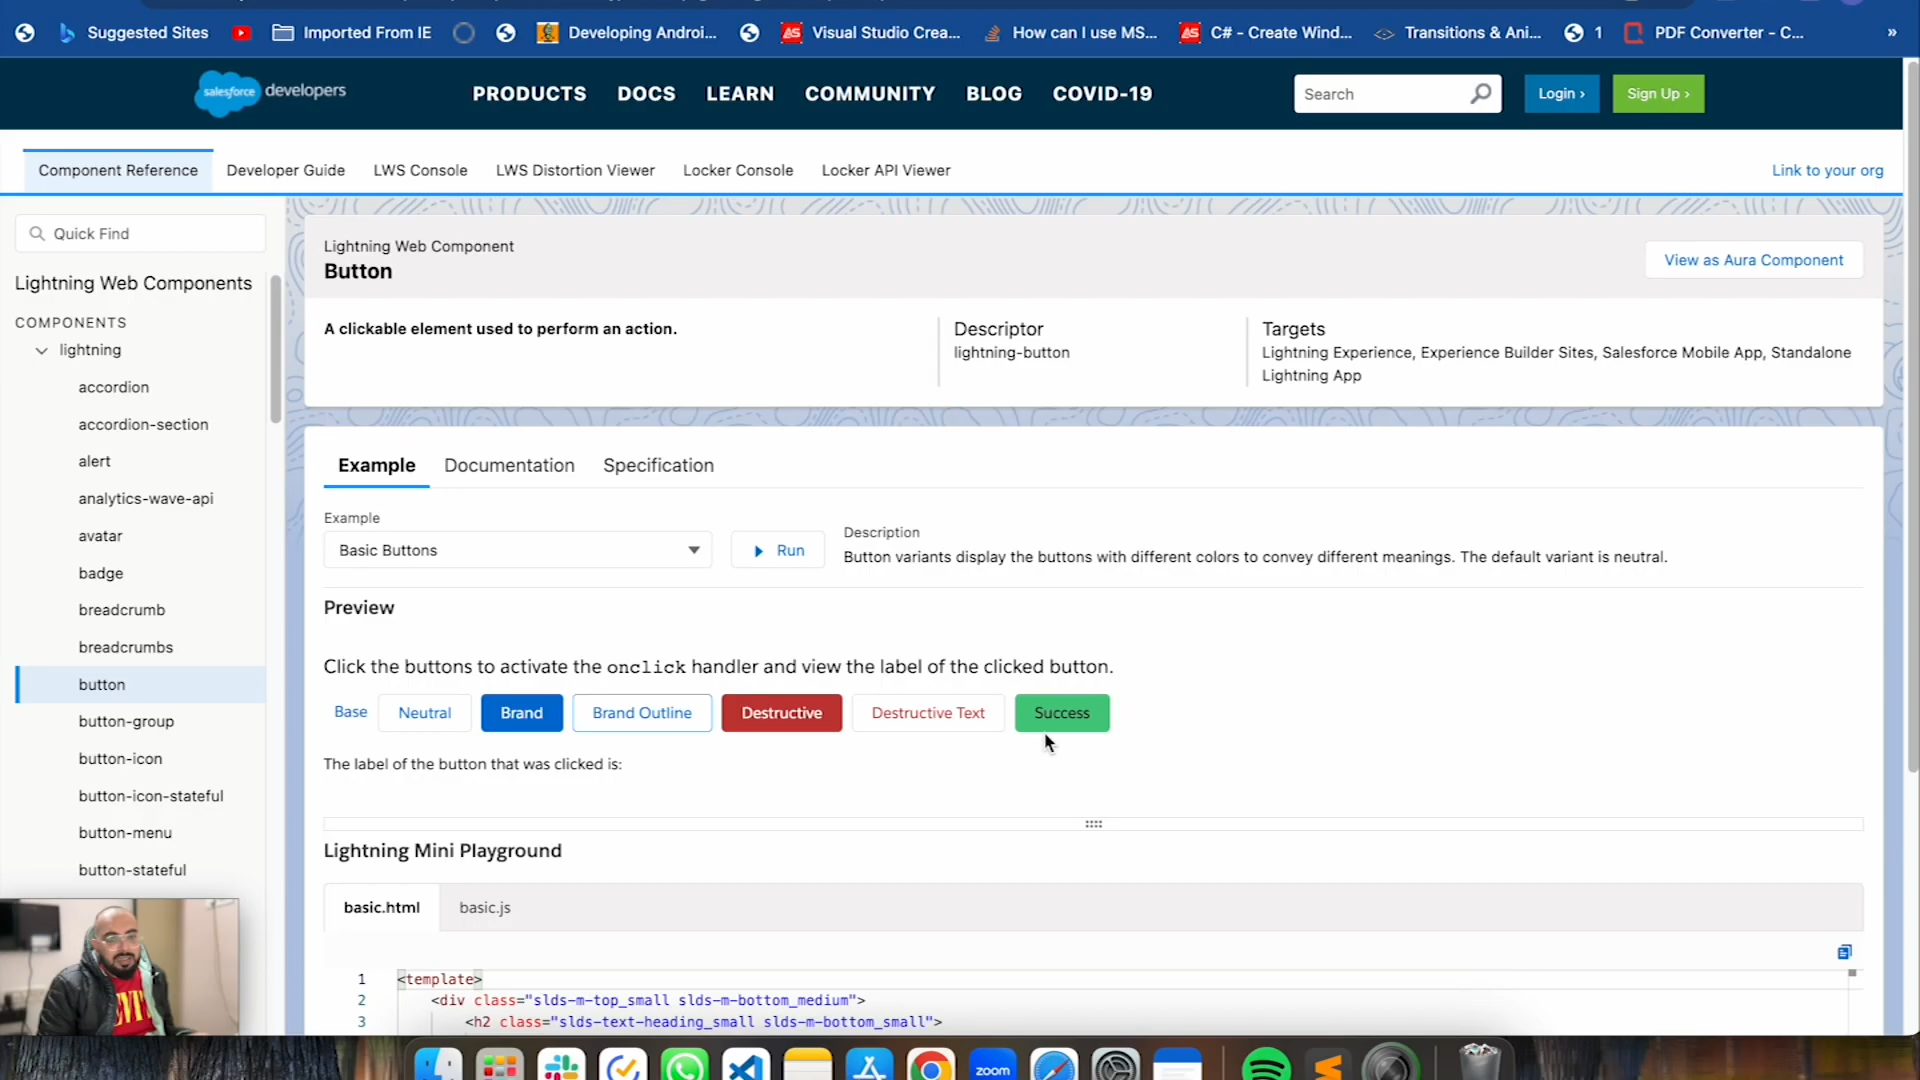 Suggested Sites
Imported From IE
Developing Androi...
Visual Studio Crea...
How can I use MS...
C# - Create Wind...
Transitions & Ani...
1
PDF Converter - C...
»
salesforce developers
PRODUCTS
DOCS
LEARN
COMMUNITY
BLOG
COVID-19
Search
Login ›
Sign Up ›
Component Reference
Developer Guide
LWS Console
LWS Distortion Viewer
Locker Console
Locker API Viewer
Link to your org
Quick Find
Lightning Web Components
COMPONENTS
lightning
accordion
accordion-section
alert
analytics-wave-api
avatar
badge
breadcrumb
breadcrumbs
button
button-group
button-icon
button-icon-stateful
button-menu
button-stateful
Lightning Web Component
Button
View as Aura Component
A clickable element used to perform an action.
Descriptor
lightning-button
Targets
Lightning Experience, Experience Builder Sites, Salesforce Mobile App, Standalone
Lightning App
Example
Documentation
Specification
Example
Basic Buttons
Run
Description
Button variants display the buttons with different colors to convey different meanings. The default variant is neutral.
Preview
Click the buttons to activate the onclick handler and view the label of the clicked button.
Base
Neutral
Brand
Brand Outline
Destructive
Destructive Text
Success
The label of the button that was clicked is:
Lightning Mini Playground
basic.html
basic.js
1 <template>
2 <div class="slds-m-top_small slds-m-bottom_medium">
3 <h2 class="slds-text-heading_small slds-m-bottom_small">
zoom